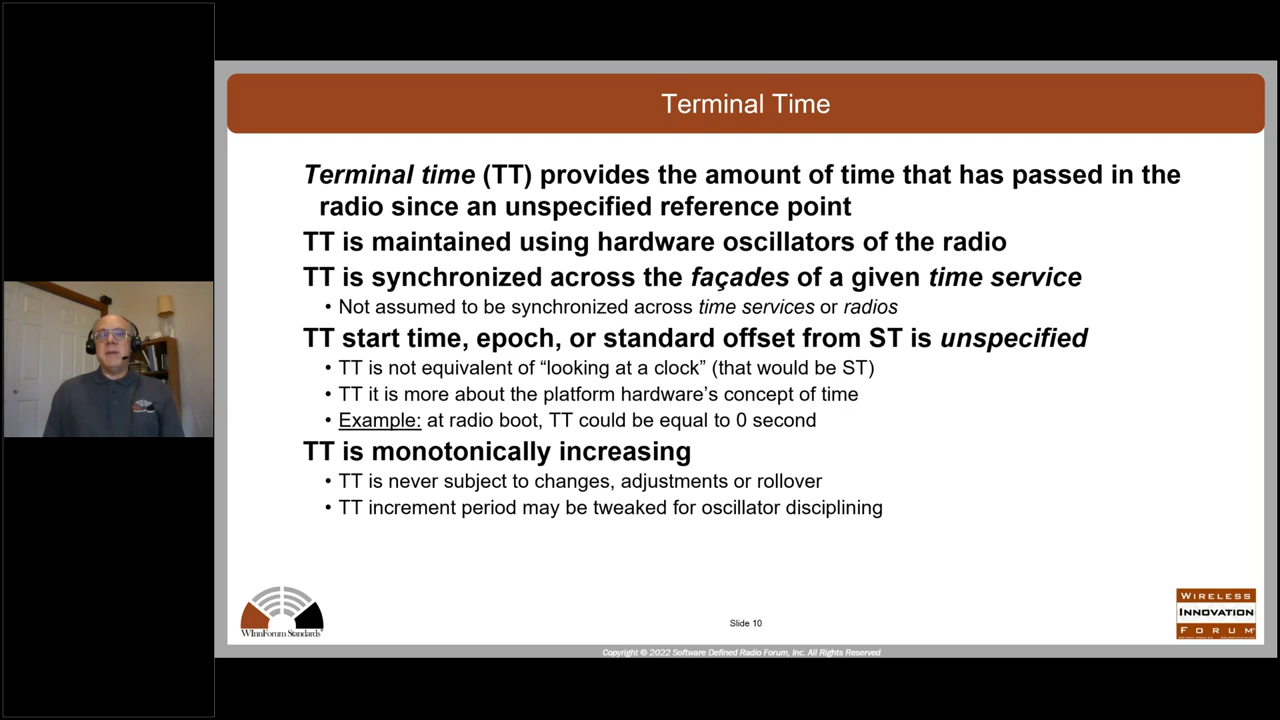 Terminal Time
Terminal time (TT) provides the amount of time that has passed in the
radio since an unspecified reference point
TT is maintained using hardware oscillators of the radio
TT is synchronized across the façades of a given time service
• Not assumed to be synchronized across time services or radios
TT start time, epoch, or standard offset from ST is unspecified
• TT is not equivalent of “looking at a clock” (that would be ST)
• TT it is more about the platform hardware’s concept of time
• Example: at radio boot, TT could be equal to 0 second
TT is monotonically increasing
• TT is never subject to changes, adjustments or rollover
• TT increment period may be tweaked for oscillator disciplining
WInnForum Standards®
Slide 10
WIRELESS
INNOVATION
FORUM®
Copyright © 2022 Software Defined Radio Forum, Inc. All Rights Reserved